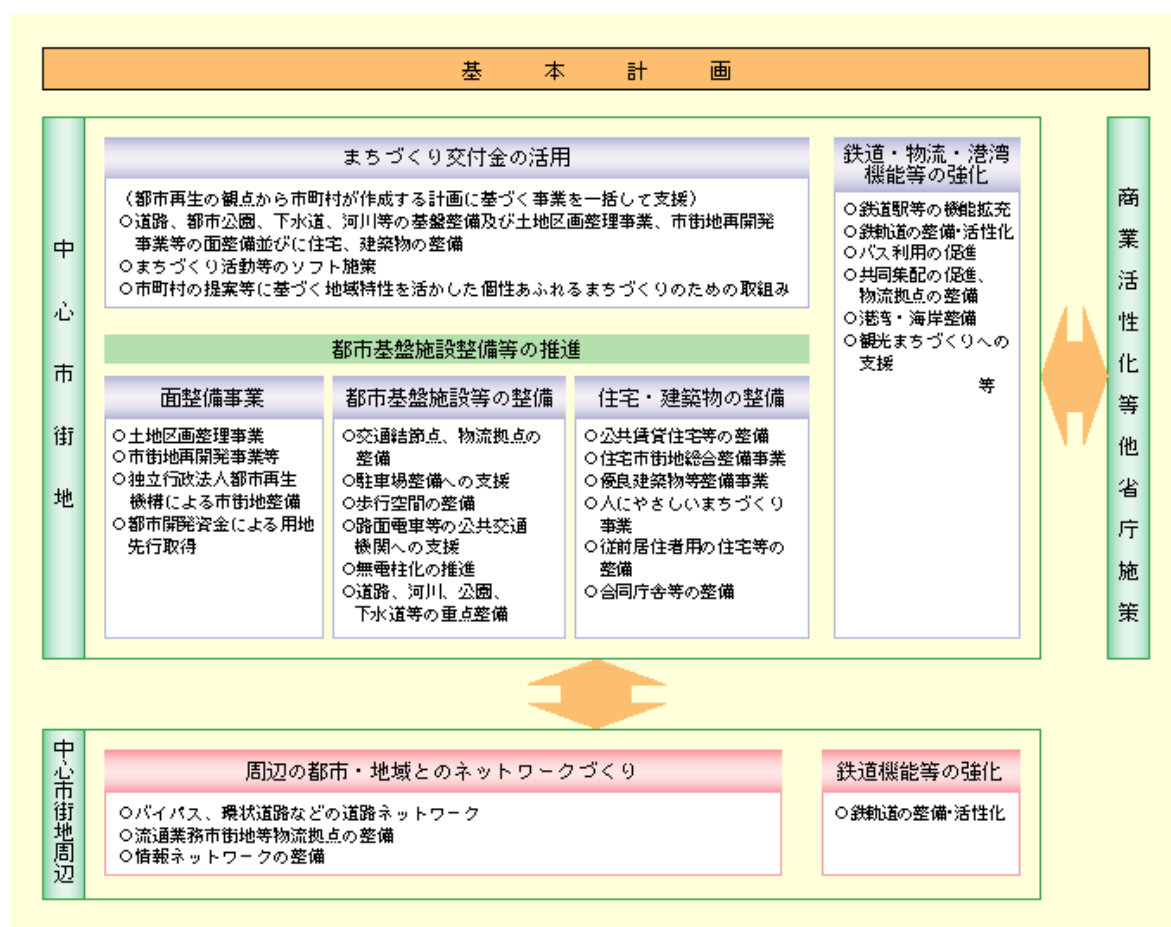 基本計画
中心市街地
まちづくり交付金の活用
（都市再生の観点から市町村が作成する計画に基づく事業を一括して支援）
○道路、都市公園、下水道、河川等の基盤整備及び土地区画整理事業、市街地再開発
事業等の面整備並びに住宅、建築物の整備
○まちづくり活動等のソフト施策
○市町村の提案等に基づく地域特性を活かした個性あふれるまちづくりのための取組み
都市基盤施設整備等の推進
面整備事業
○土地区画整理事業
○市街地再開発事業等
○独立行政法人都市再生
機構による市街地整備
○都市開発資金による用地
先行取得
都市基盤施設等の整備
○交通結節点、物流拠点の
整備
○駐車場整備への支援
○歩行空間の整備
○路面電車等の公共交通
機関への支援
○無電柱化の推進
○道路、河川、公園、
下水道等の重点整備
住宅・建築物の整備
○公共賃貸住宅等の整備
○住宅市街地総合整備事業
○優良建築物等整備事業
○人にやさしいまちづくり
事業
○従前居住者用の住宅等の
整備
○合同庁舎等の整備
鉄道・物流・港湾
機能等の強化
○鉄道駅等の機能拡充
○鉄軌道の整備・活性化
○バス利用の促進
○共同集配の促進、
物流拠点の整備
○港湾・海岸整備
○観光まちづくりへの
支援
等
商業活性化等他省庁施策
中心市街地周辺
周辺の都市・地域とのネットワークづくり
○バイパス、環状道路などの道路ネットワーク
○流通業務市街地等物流拠点の整備
○情報ネットワークの整備
鉄道機能等の強化
○鉄軌道の整備・活性化